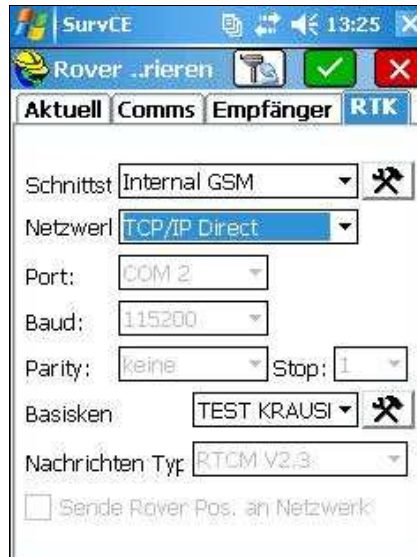 SurvCE 13:25
Rover ..rieren
Aktuell Comms Empfänger RTK
Schnittst Internal GSM
Netzwerl TCP/IP Direct
Port: COM 2
Baud: 115200
Parity: keine Stop: 1
Basisken TEST KRAUSI
Nachrichten Typ RTCM V2.3
Sende Rover Pos. an Netzwerk